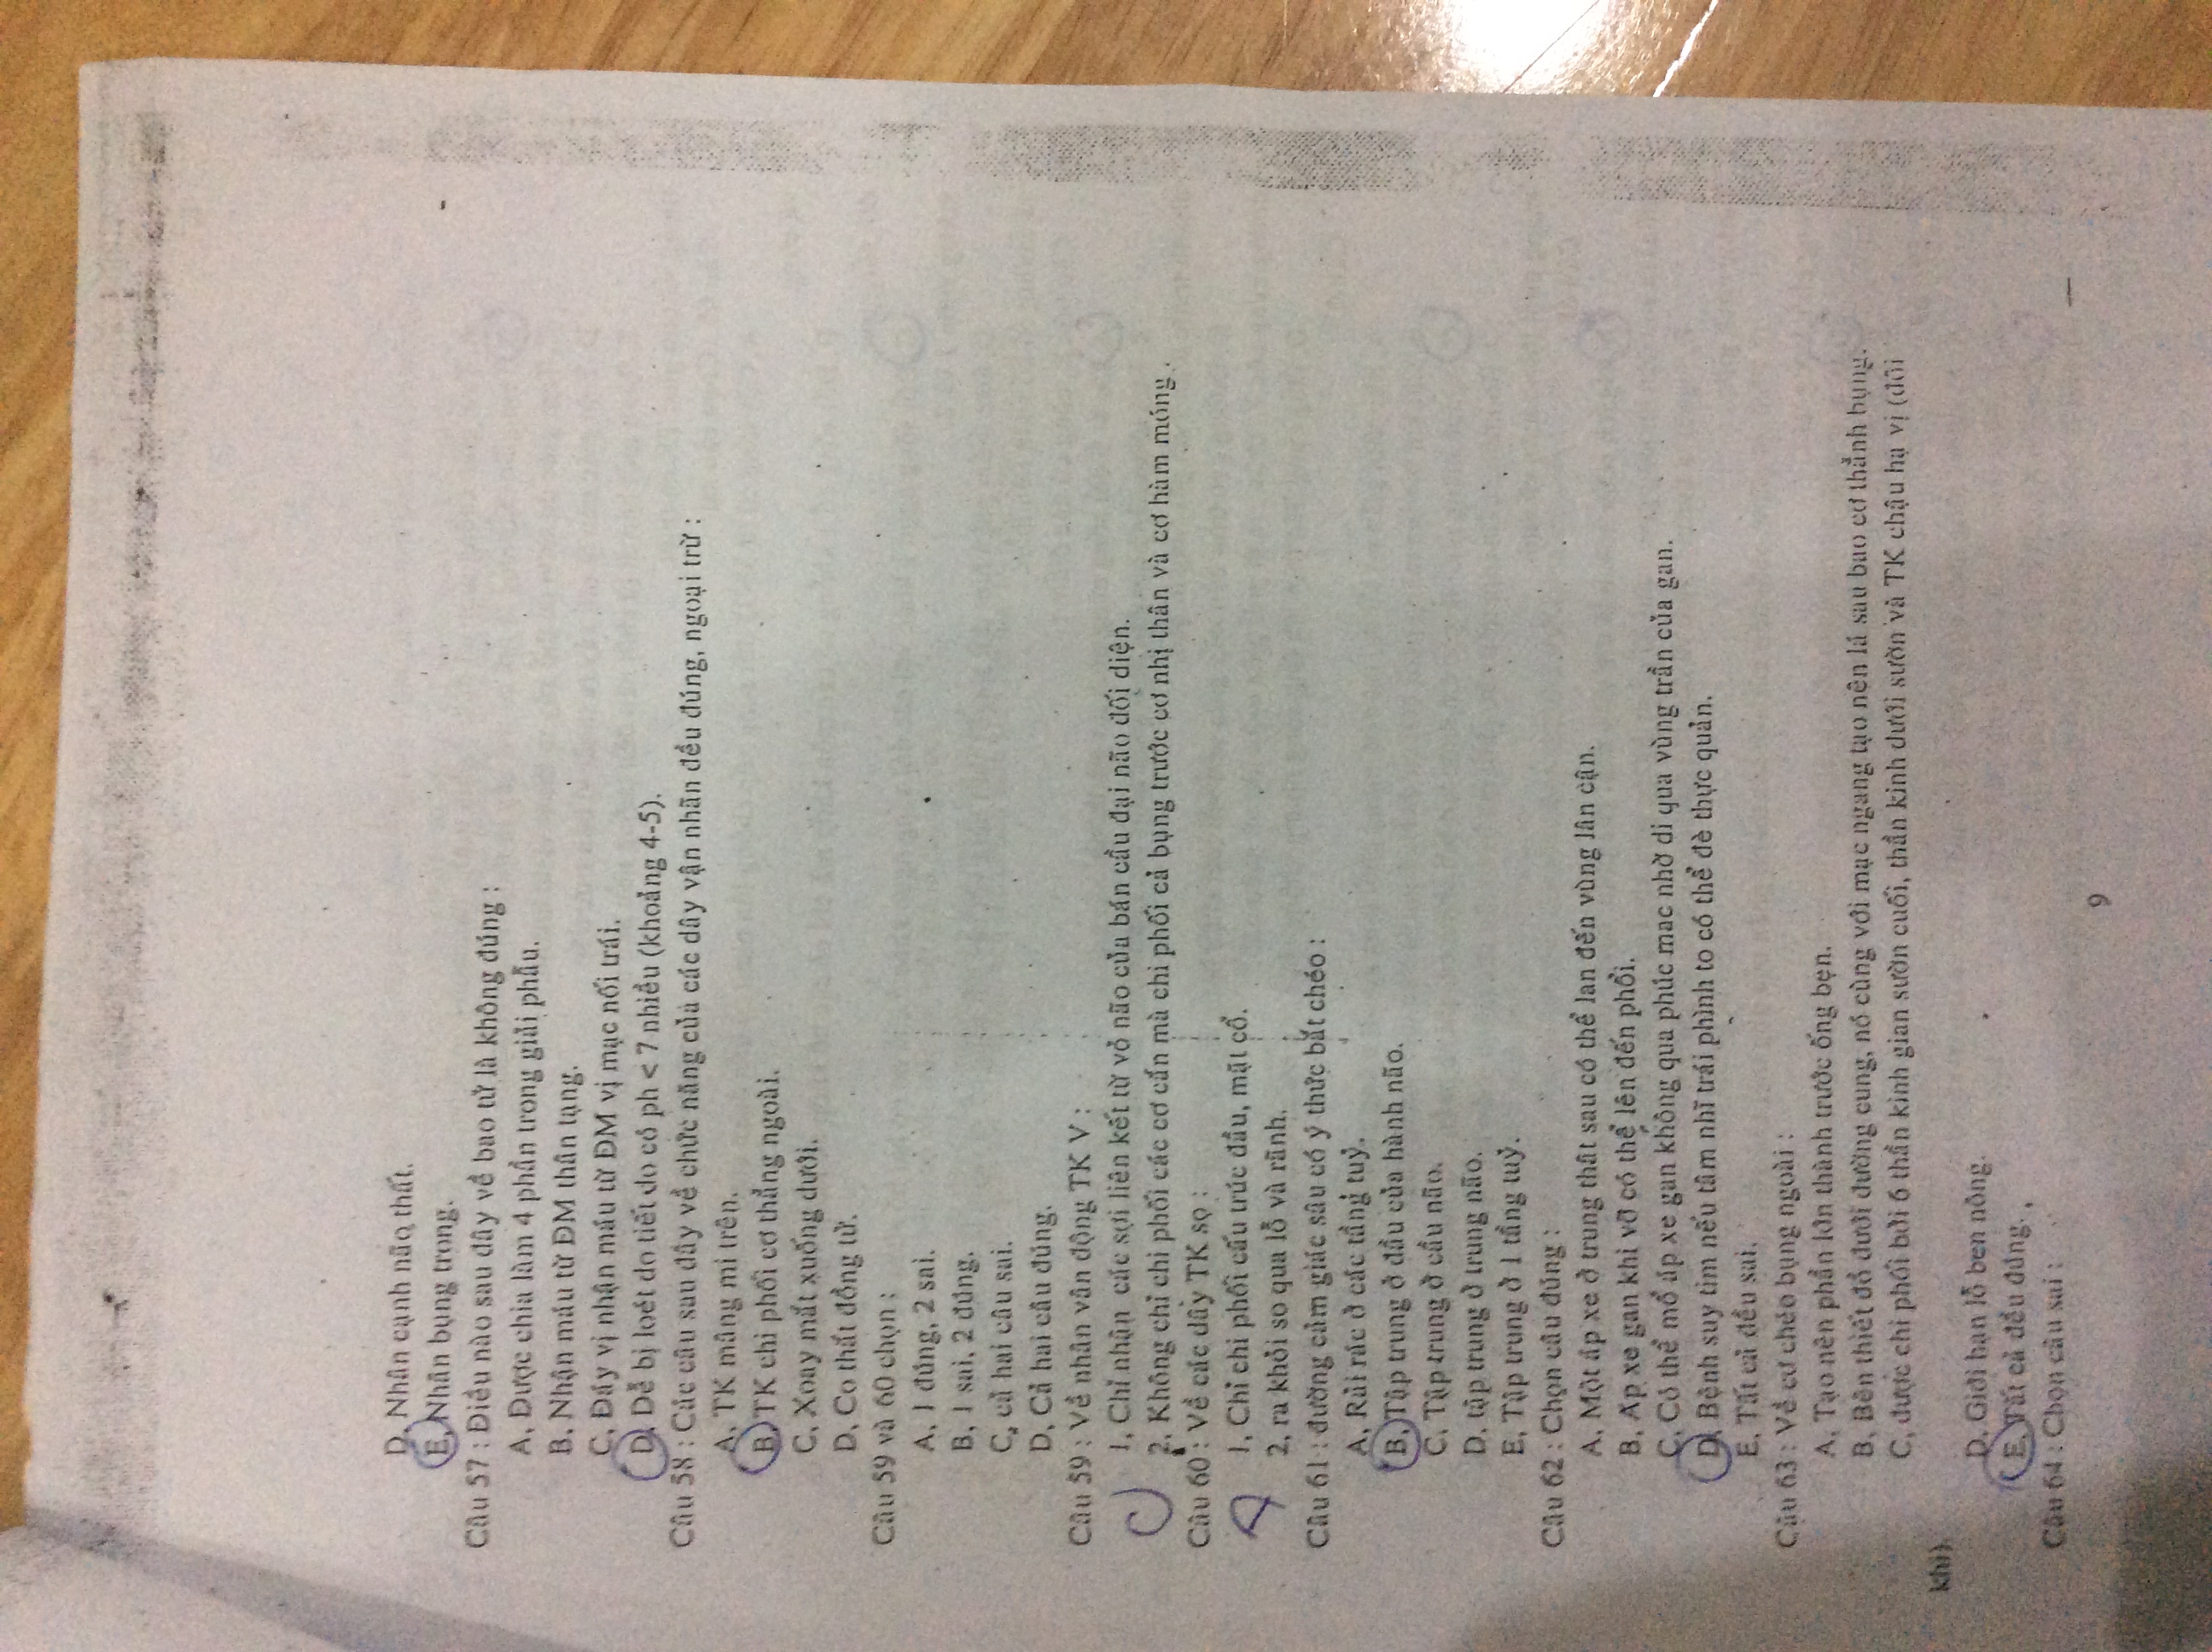 D. Nhân cạnh não thất.
E. Nhân bụng trong.
Câu 57 : Điều nào sau đây về bao tử là không đúng :
A. Được chia làm 4 phần trong giải phẫu.
B. Nhận máu từ ĐM thân tạng.
C. Đáy vị nhận máu từ ĐM vị mạc nối trái.
D. Dễ bị loét do tiết do có ph < 7 nhiều (khoảng 4-5).
Câu 58 : Các câu sau đây về chức năng của các dây vận nhãn đều đúng, ngoại trừ :
A. TK mâng mi trên.
B. TK chi phối cơ thẳng ngoài.
C. Xoay mắt xuống dưới.
D. Co thắt đồng tử.
Câu 59 và 60 chọn :
A. 1 đúng, 2 sai.
B. 1 sai, 2 đúng.
C. cả hai câu sai.
D. Cả hai câu đúng.
Câu 59 : Về nhân vân động TK V :
C 1. Chỉ nhận các sợi liên kết từ vỏ não của bán cầu đại não đối diện.
2. Không chỉ chi phối các cơ cắn mà chi phối cả bụng trước cơ nhị thân và cơ hàm móng .
Câu 60 : Về các dây TK sọ :
D 1. Chỉ chi phối cấu trúc đầu, mặt cổ.
2. ra khỏi so qua lỗ và rãnh.
Câu 61 : đường cảm giác sâu có ý thức bắt chéo :
A. Rải rác ở các tầng tuỷ.
B. Tập trung ở đầu của hành não.
C. Tập trung ở cầu não.
D. tập trung ở trung não.
E. Tập trung ở 1 tầng tuỷ.
Câu 62 : Chọn câu đúng :
A. Một áp xe ở trung thât sau có thể lan đến vùng lân cận.
B. Áp xe gan khi vỡ có thể lên đến phổi.
C. Có thể mổ áp xe gan không qua phúc mac nhờ di qua vùng trần của gan.
D. Bệnh suy tim nếu tâm nhĩ trái phình to có thể đè thực quản.
E. Tất cả đều sai.
Câu 63 : Về cơ chéo bụng ngoài :
A. Tạo nên phần lớn thành trước ống bẹn.
B. Bên thiết đồ dưới đường cung, nó cùng với mạc ngang tạo nên lá sau bao cơ thẳnh bụng.
C. được chi phối bởi 6 thần kinh gian sườn cuối, thần kinh dưới sườn và TK chậu hạ vị (đôi
khi).
D. Giới hạn lỗ ben nông.
E. Tất cả đều đúng.
Câu 64 : Chọn câu sai :
9